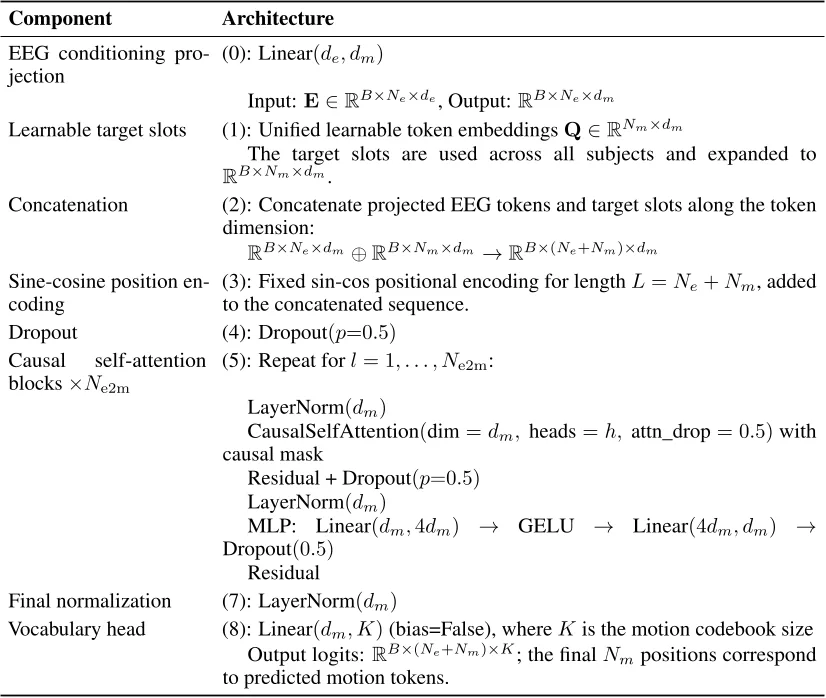 Component Architecture
EEG conditioning pro- (0): Linear(d_e, d_m)
jection
Input: E ∈ ℝ^{B×N_e×d_e}, Output: ℝ^{B×N_e×d_m}
Learnable target slots (1): Unified learnable token embeddings Q ∈ ℝ^{N_m×d_m}
The target slots are used across all subjects and expanded to
ℝ^{B×N_m×d_m}.
Concatenation (2): Concatenate projected EEG tokens and target slots along the token
dimension:
ℝ^{B×N_e×d_m} ⊕ ℝ^{B×N_m×d_m} → ℝ^{B×(N_e+N_m)×d_m}
Sine-cosine position en- (3): Fixed sin-cos positional encoding for length L = N_e + N_m, added
coding to the concatenated sequence.
Dropout (4): Dropout(p=0.5)
Causal self-attention (5): Repeat for l = 1, . . . , N_{e2m}:
blocks ×N_{e2m}
LayerNorm(d_m)
CausalSelfAttention(dim = d_m, heads = h, attn_drop = 0.5) with
causal mask
Residual + Dropout(p=0.5)
LayerNorm(d_m)
MLP: Linear(d_m, 4d_m) → GELU → Linear(4d_m, d_m) →
Dropout(0.5)
Residual
Final normalization (7): LayerNorm(d_m)
Vocabulary head (8): Linear(d_m, K) (bias=False), where K is the motion codebook size
Output logits: ℝ^{B×(N_e+N_m)×K}; the final N_m positions correspond
to predicted motion tokens.